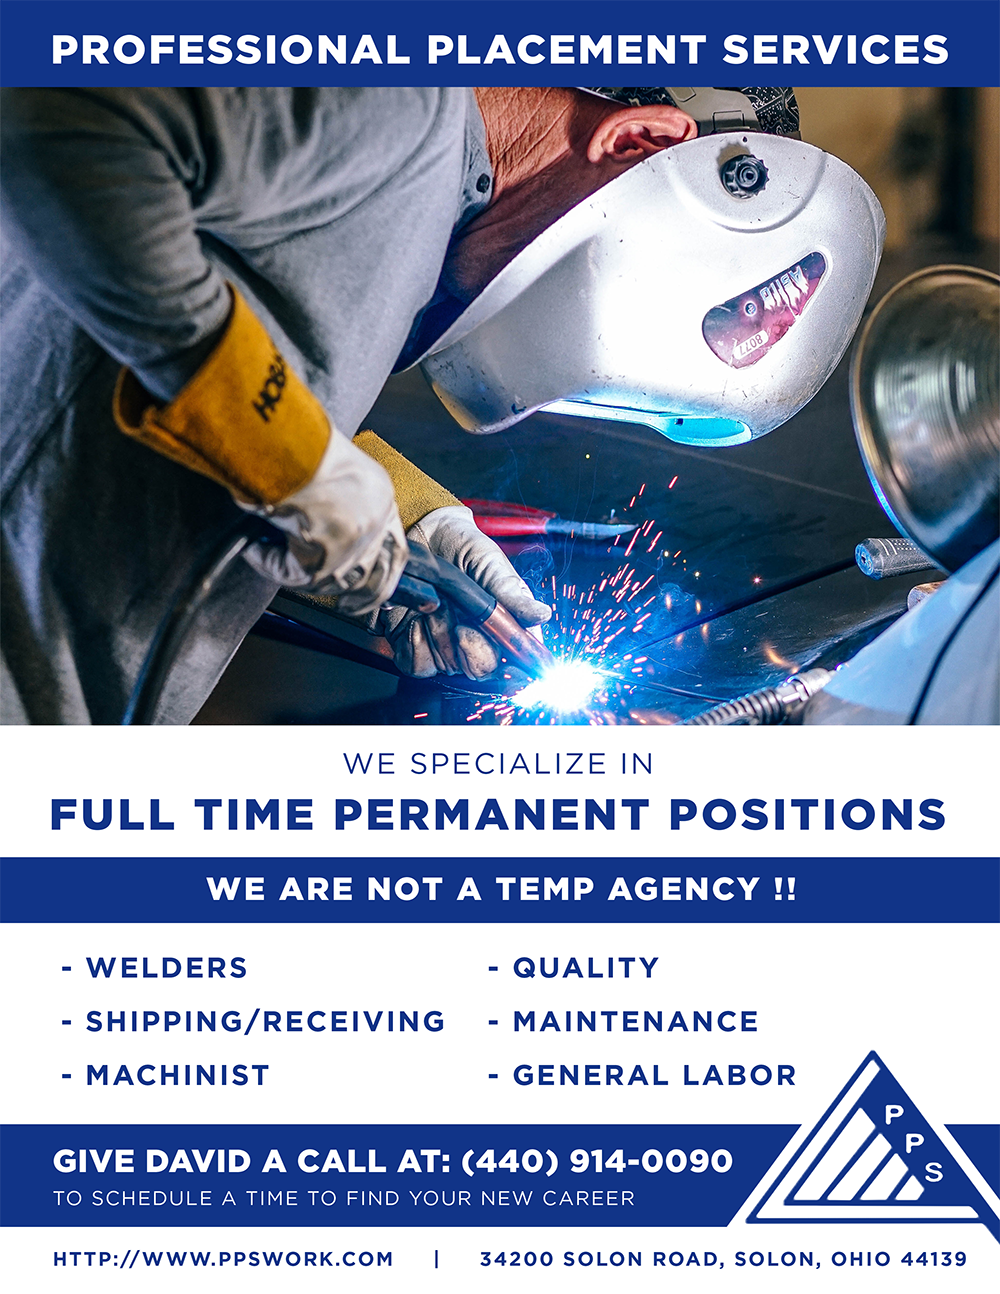 PROFESSIONAL PLACEMENT SERVICES
HOBA
8077
WE SPECIALIZE IN
FULL TIME PERMANENT POSITIONS
WE ARE NOT A TEMP AGENCY !!
- WELDERS
- QUALITY
- SHIPPING/RECEIVING
- MAINTENANCE
- MACHINIST
- GENERAL LABOR
P
P
S
GIVE DAVID A CALL AT: (440) 914-0090
TO SCHEDULE A TIME TO FIND YOUR NEW CAREER
HTTP://WWW.PPSWORK.COM | 34200 SOLON ROAD, SOLON, OHIO 44139